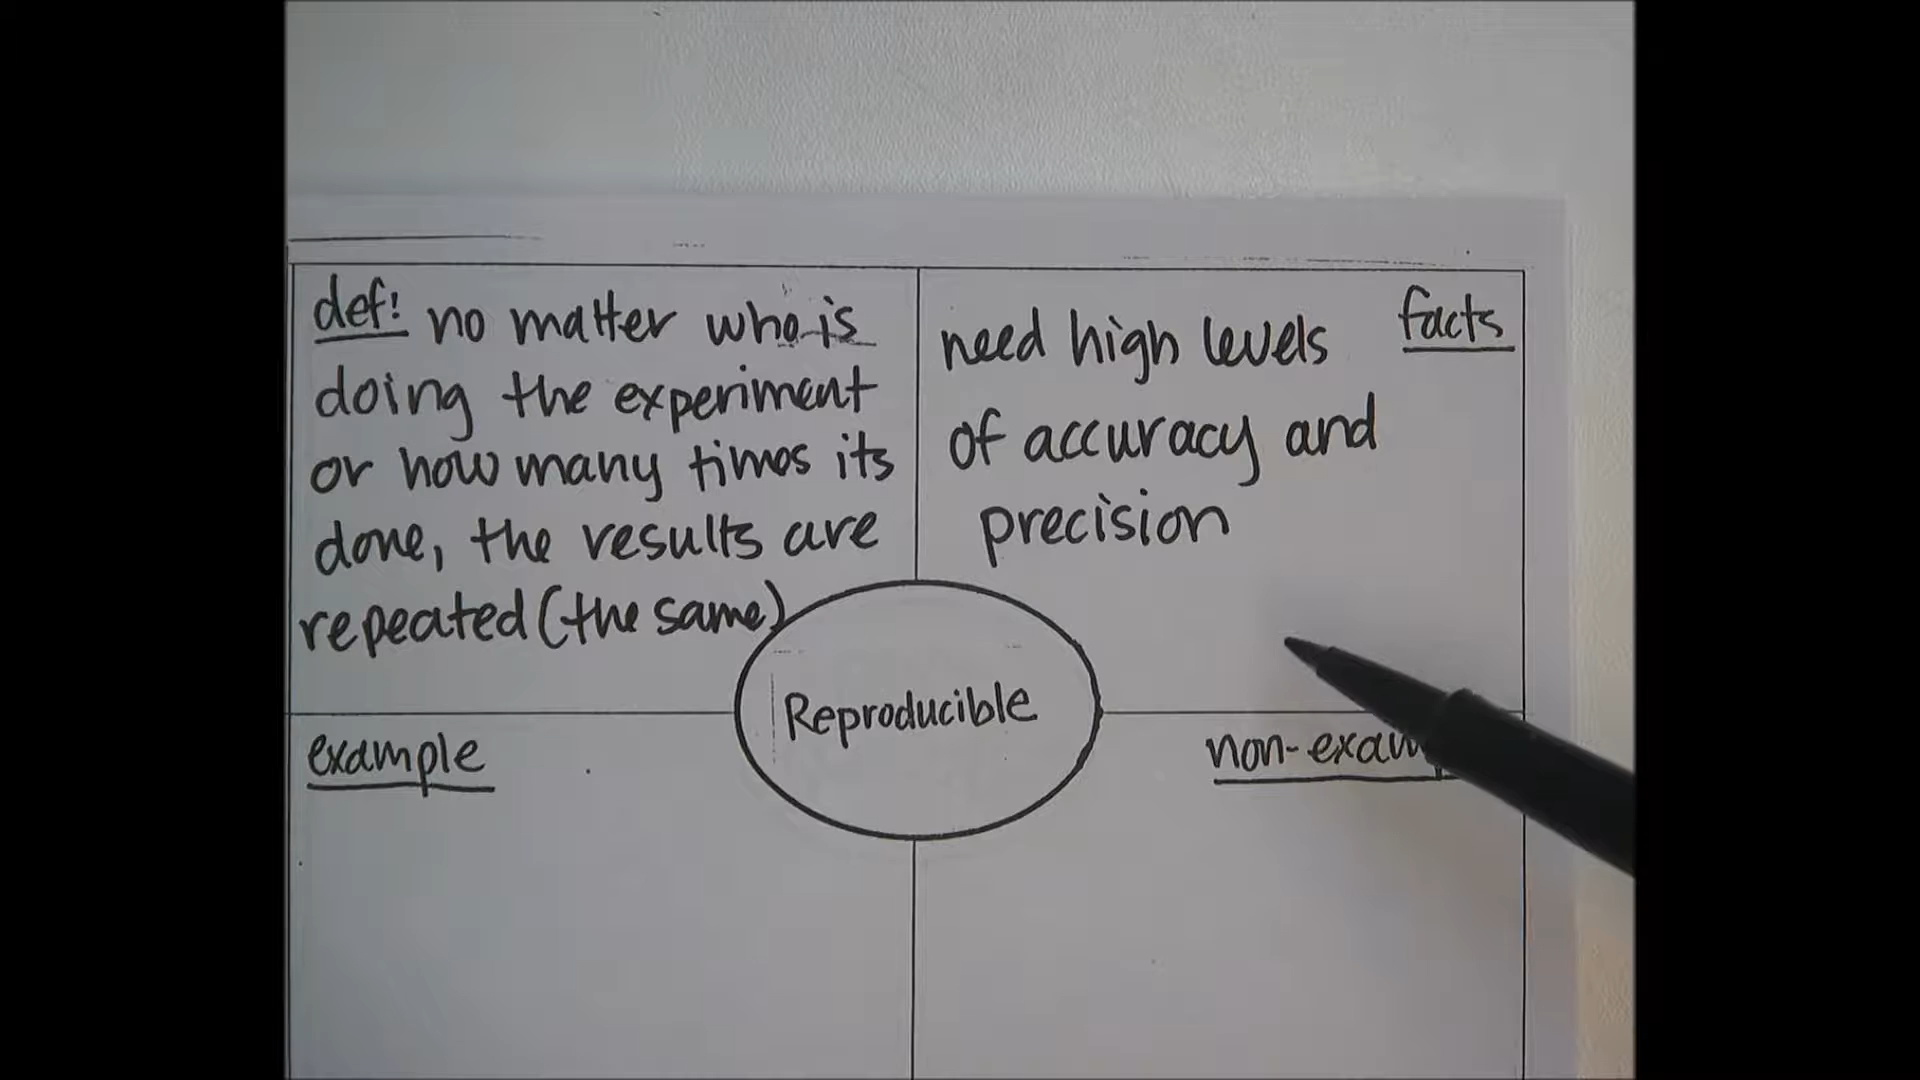 def: no matter who is
doing the experiment
or how many times its
done, the results are
repeated (the same)
facts
need high levels
of accuracy and
precision
Reproducible
example
non-exam